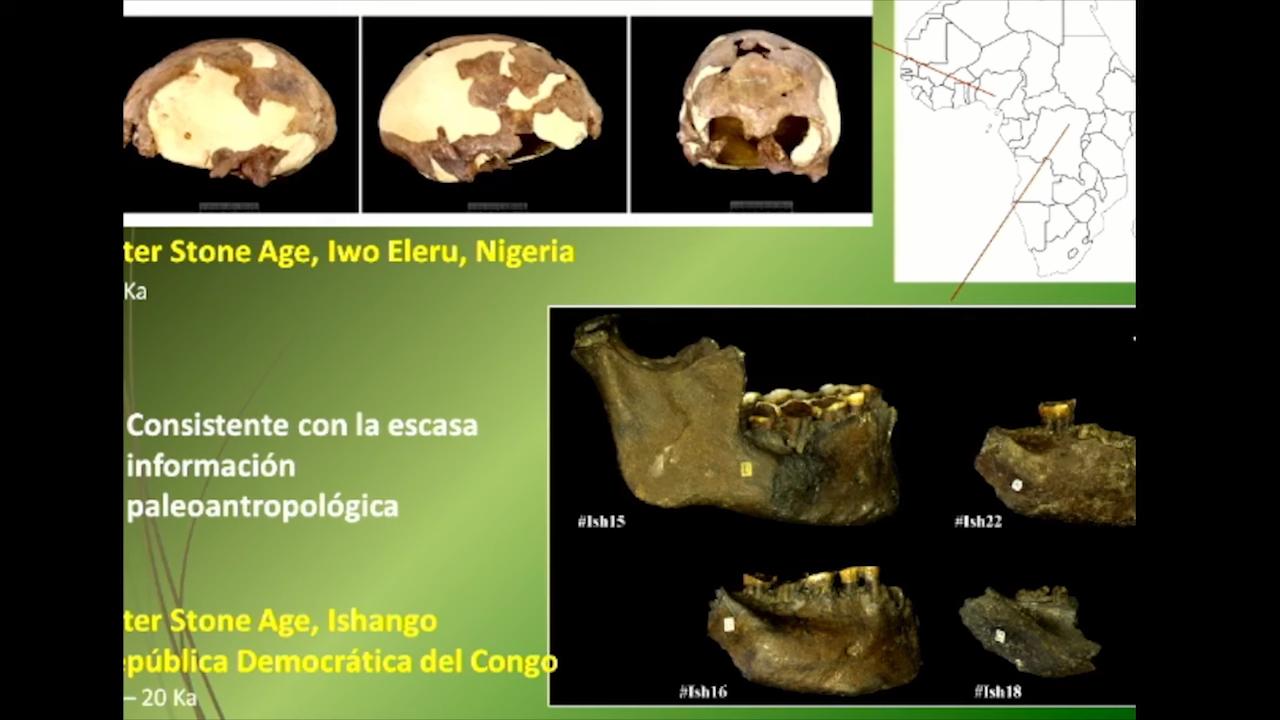 ter Stone Age, Iwo Eleru, Nigeria
Ka
Consistente con la escasa
información
paleoantropológica
ter Stone Age, Ishango
epública Democrática del Congo
– 20 Ka
#Ish15
#Ish22
#Ish16
#Ish18